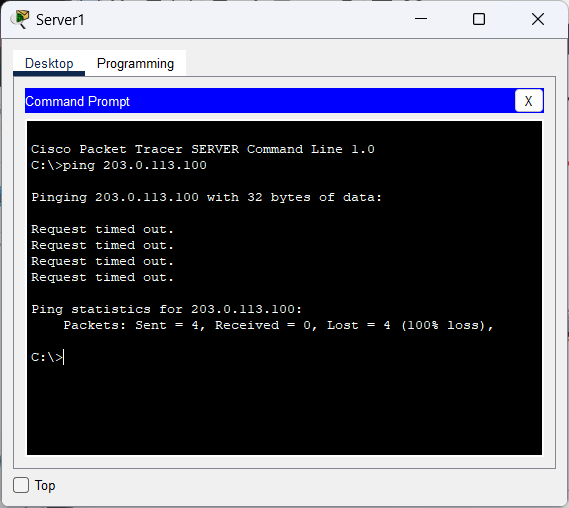 Server1
Desktop Programming
Command Prompt
X
Cisco Packet Tracer SERVER Command Line 1.0
C:\>ping 203.0.113.100
Pinging 203.0.113.100 with 32 bytes of data:
Request timed out.
Request timed out.
Request timed out.
Request timed out.
Ping statistics for 203.0.113.100:
    Packets: Sent = 4, Received = 0, Lost = 4 (100% loss),
C:\>
Top